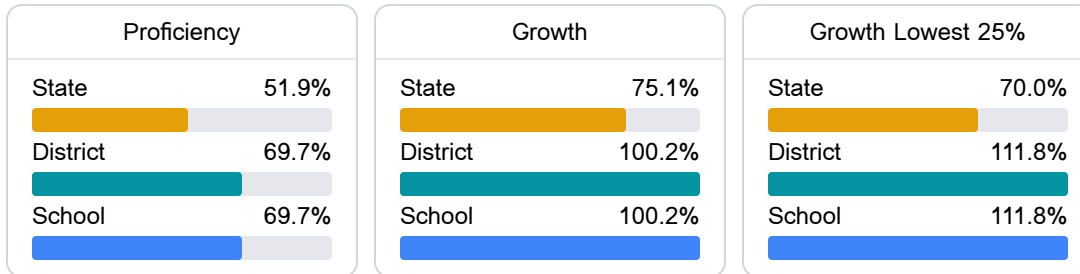 Proficiency
State 51.9%
District 69.7%
School 69.7%
Growth
State 75.1%
District 100.2%
School 100.2%
Growth Lowest 25%
State 70.0%
District 111.8%
School 111.8%